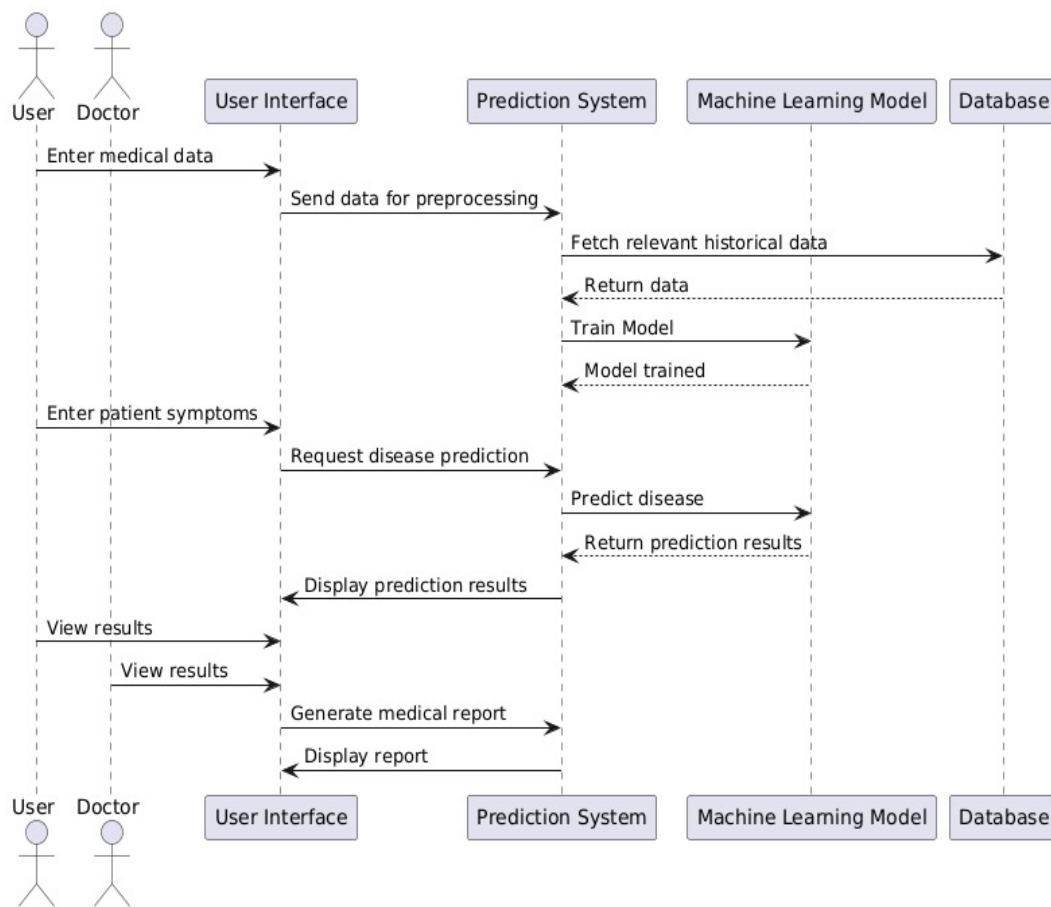 User Doctor User Interface Prediction System Machine Learning Model Database
Enter medical data
Send data for preprocessing
Fetch relevant historical data
Return data
Train Model
Model trained
Enter patient symptoms
Request disease prediction
Predict disease
Return prediction results
Display prediction results
View results
View results
Generate medical report
Display report
User Doctor User Interface Prediction System Machine Learning Model Database